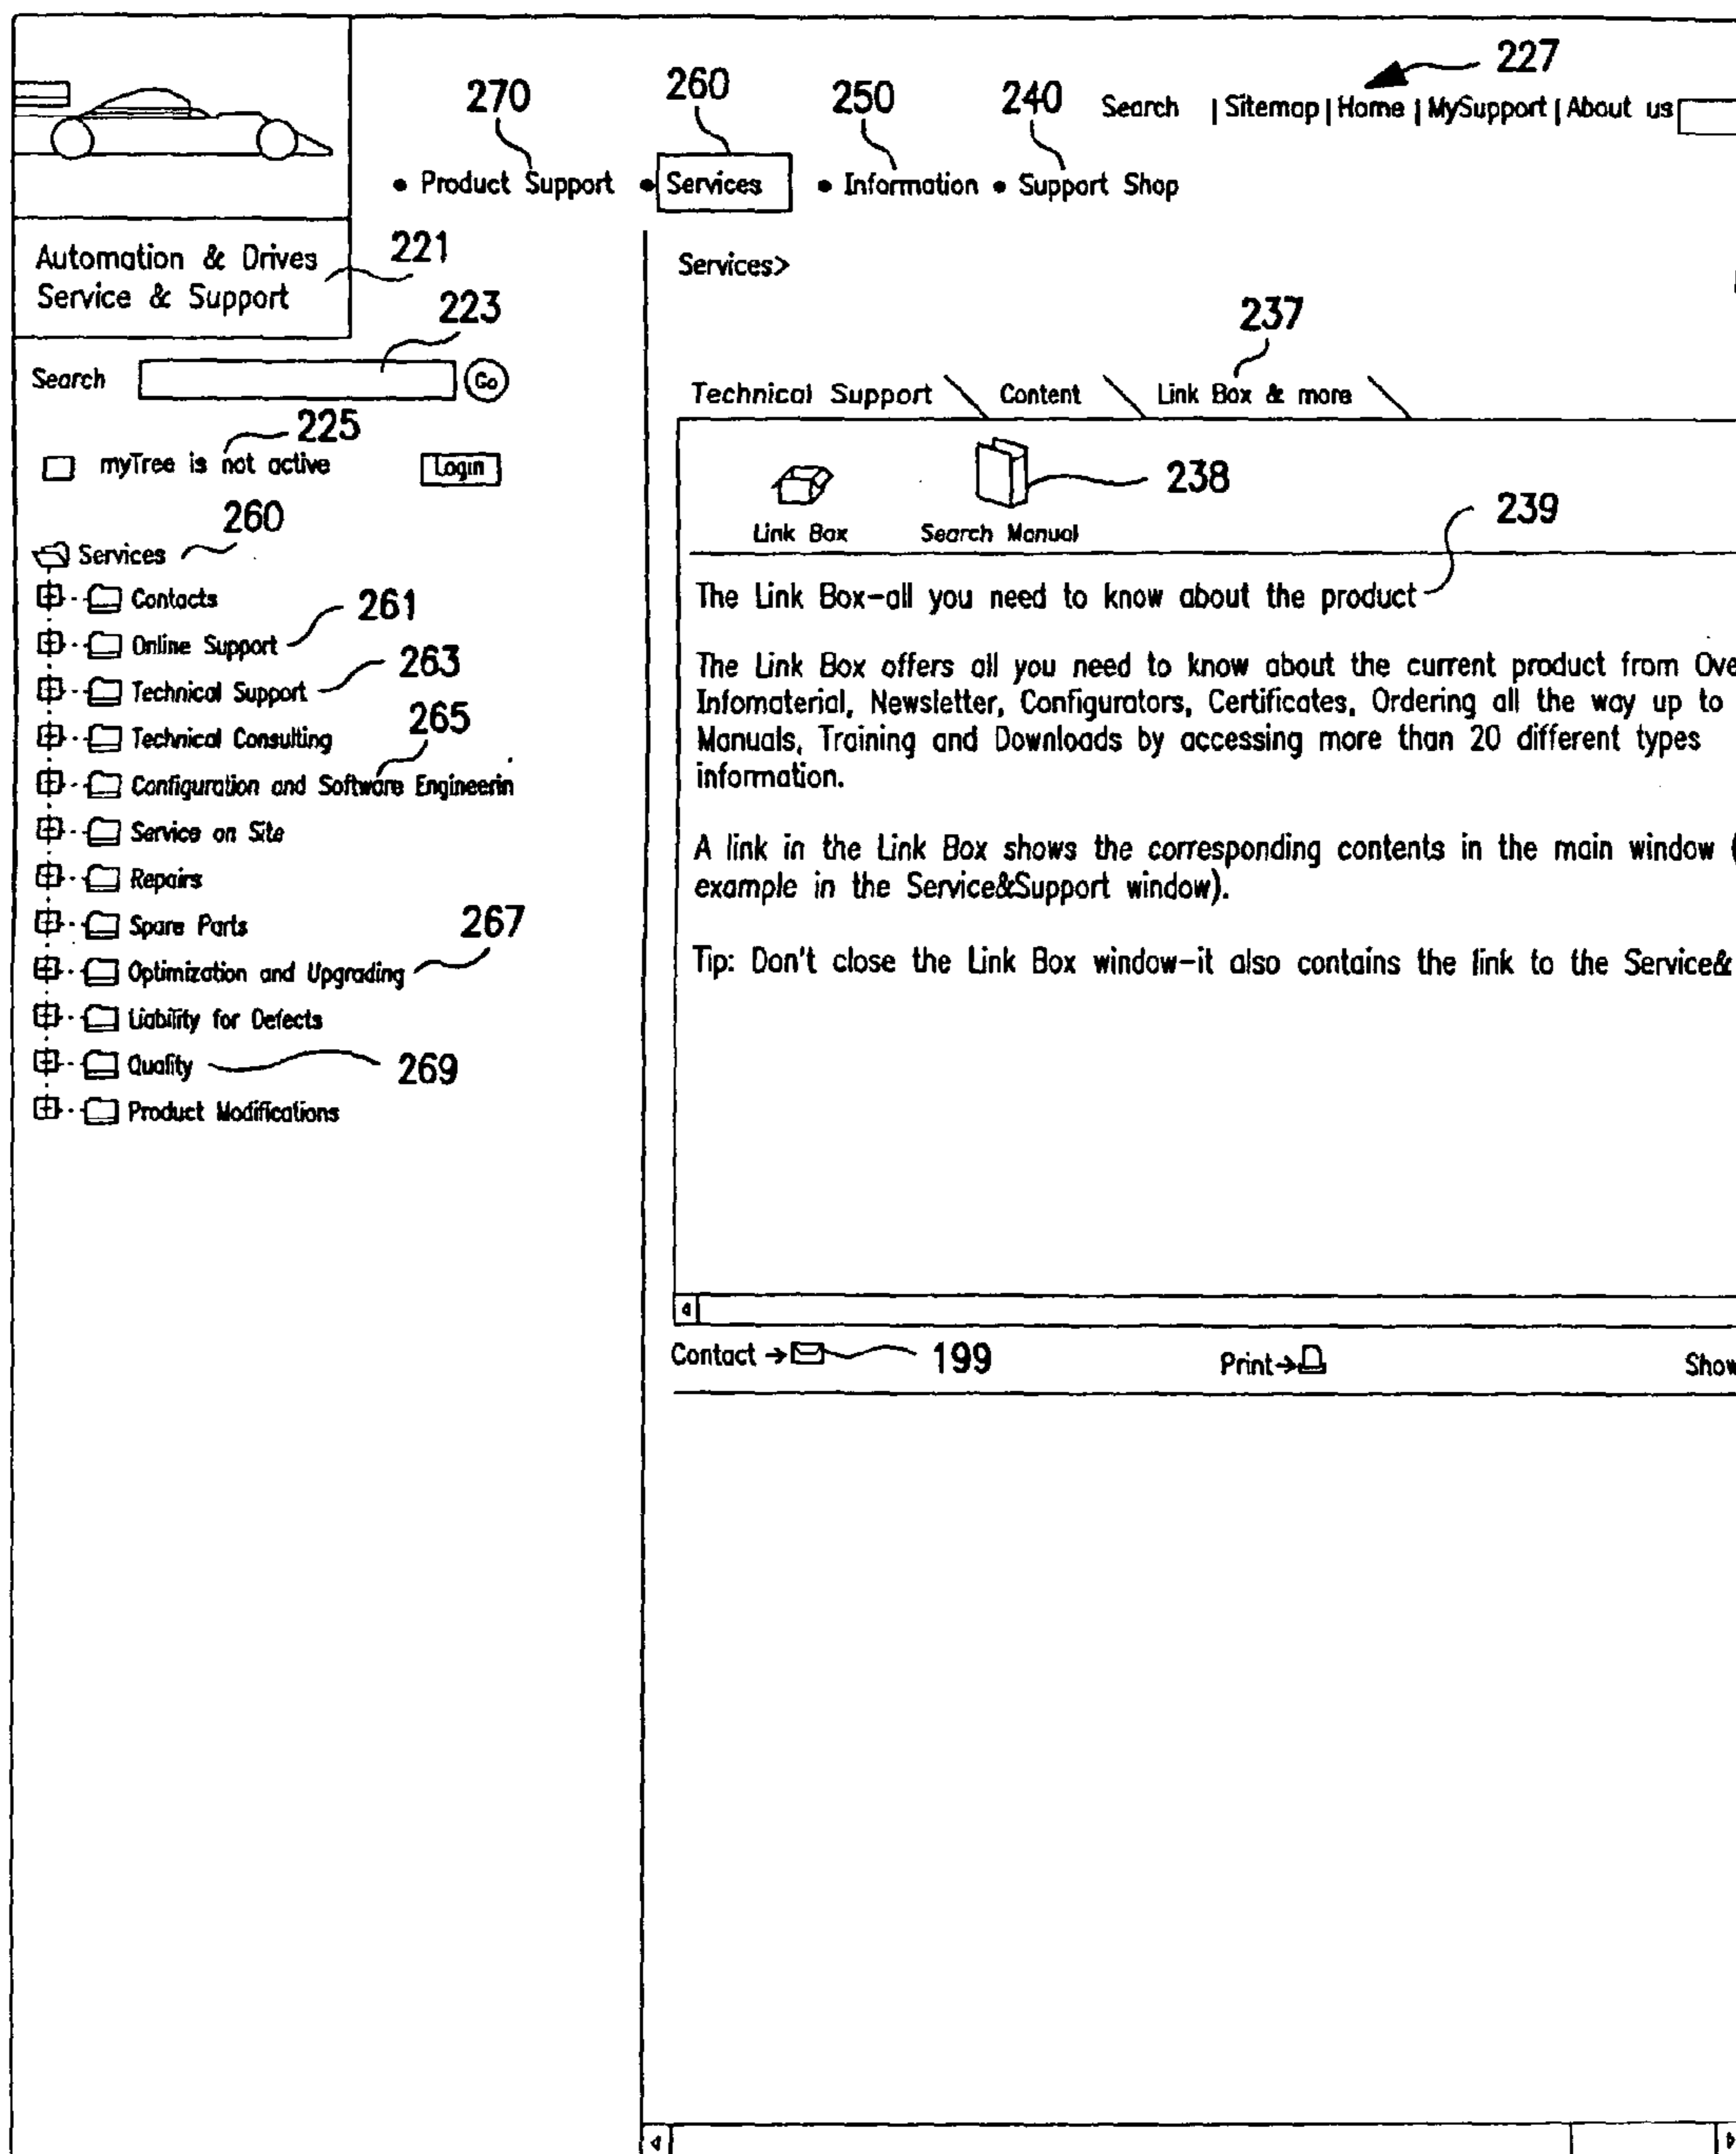 227
270 260 250 240
Search | Sitemap | Home | MySupport | About us
• Product Support • Services • Information • Support Shop
Automation & Drives
Service & Support
221
223
Search Go
225
myTree is not active Login
260
Services
Contacts
261
Online Support
263
Technical Support
265
Technical Consulting
Configuration and Software Engineerin
Service on Site
Repairs
Spare Parts
267
Optimization and Upgrading
Liability for Defects
Quality
269
Product Modifications
Services>
237
Technical Support Content Link Box & more
238
239
Link Box Search Manual
The Link Box-all you need to know about the product
The Link Box offers all you need to know about the current product from Ove
Infomaterial, Newsletter, Configurators, Certificates, Ordering all the way up to
Manuals, Training and Downloads by accessing more than 20 different types
information.
A link in the Link Box shows the corresponding contents in the main window (
example in the Service&Support window).
Tip: Don't close the Link Box window-it also contains the link to the Service&
Contact → 199 Print→ Show